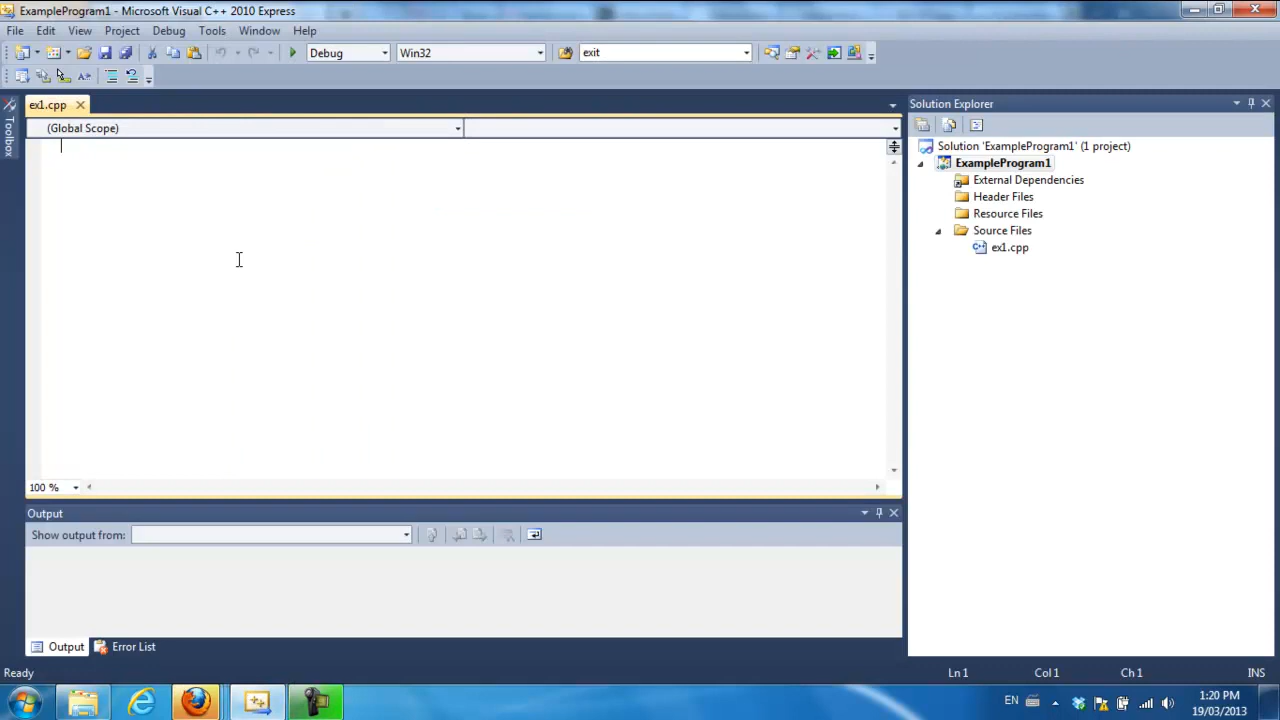 ExampleProgram1 - Microsoft Visual C++ 2010 Express
File Edit View Project Debug Tools Window Help
Debug Win32 exit
ex1.cpp
(Global Scope)
Toolbox
100 %
Solution Explorer
Solution 'ExampleProgram1' (1 project)
ExampleProgram1
External Dependencies
Header Files
Resource Files
Source Files
ex1.cpp
Output
Show output from:
Output Error List
Ready Ln 1 Col 1 Ch 1 INS
EN 1:20 PM
19/03/2013